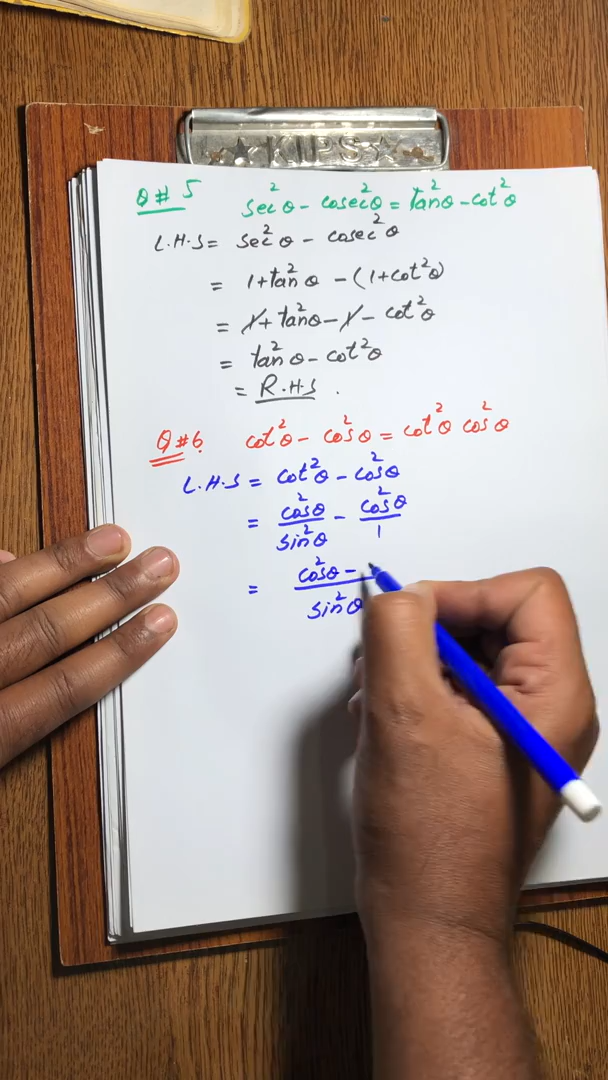 KIPS
Q# 5 sec²θ - cosec²θ = tan²θ - cot²θ
L.H.S = sec²θ - cosec²θ
= 1+tan²θ - (1+cot²θ)
= 1+tan²θ - 1 - cot²θ
= tan²θ - cot²θ
= R.H.S .
Q#6 cot²θ - cos²θ = cot²θ cos²θ
L.H.S = cot²θ - cos²θ
= cos²θ/sin²θ - cos²θ/1
= cos²θ - / sin²θ